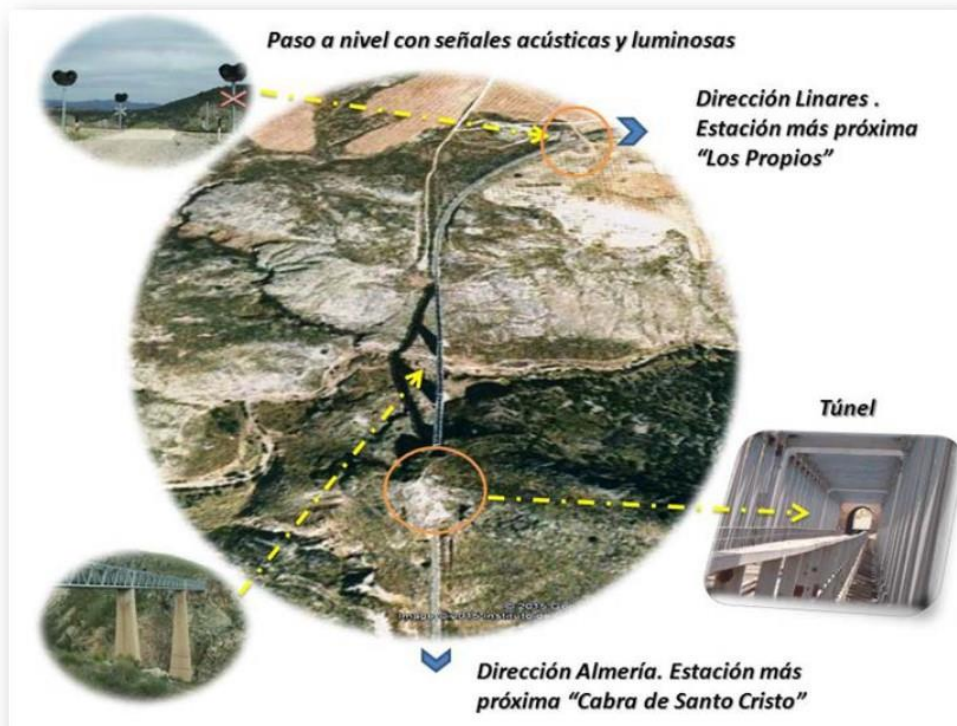 Paso a nivel con señales acústicas y luminosas
Dirección Linares .
Estación más próxima
“Los Propios”
Túnel
© 2015
Dirección Almería. Estación más
próxima “Cabra de Santo Cristo”